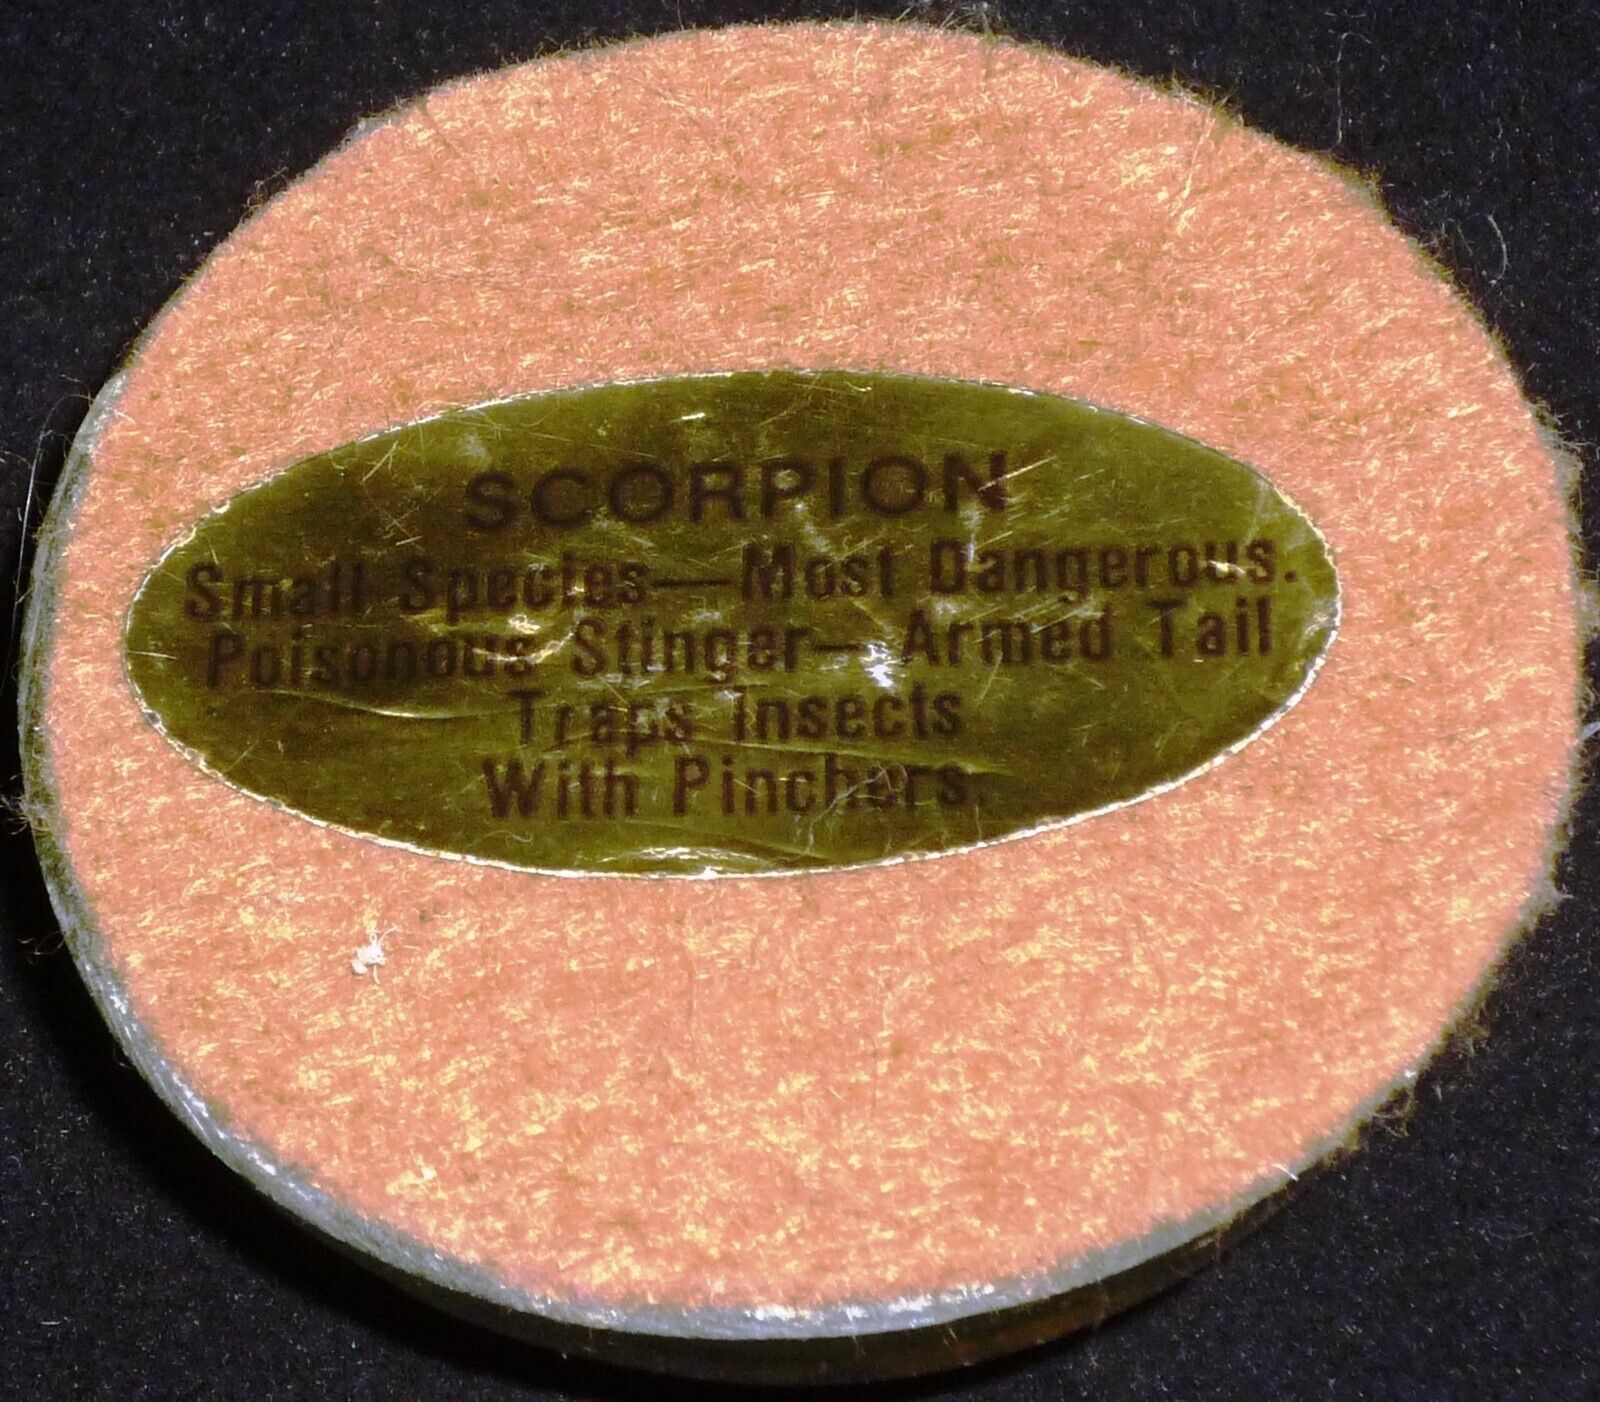 SCORPION
Small Species—Most Dangerous.
Poisonous Stinger—Armed Tail
Traps Insects
With Pinchers.